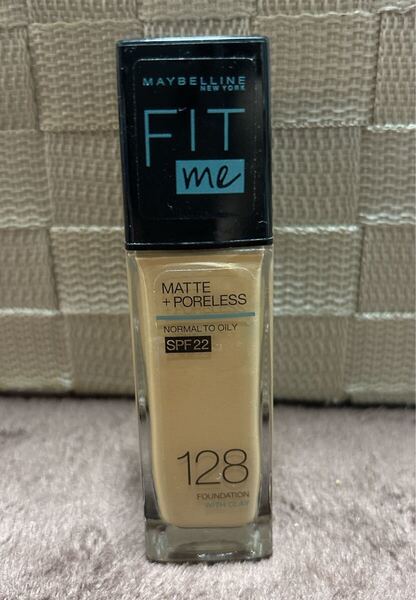 MAYBELLINE
NEW YORK
FIT
me
MATTE
+ PORELESS
NORMAL TO OILY
SPF 22
128
FOUNDATION
WITH CLAY